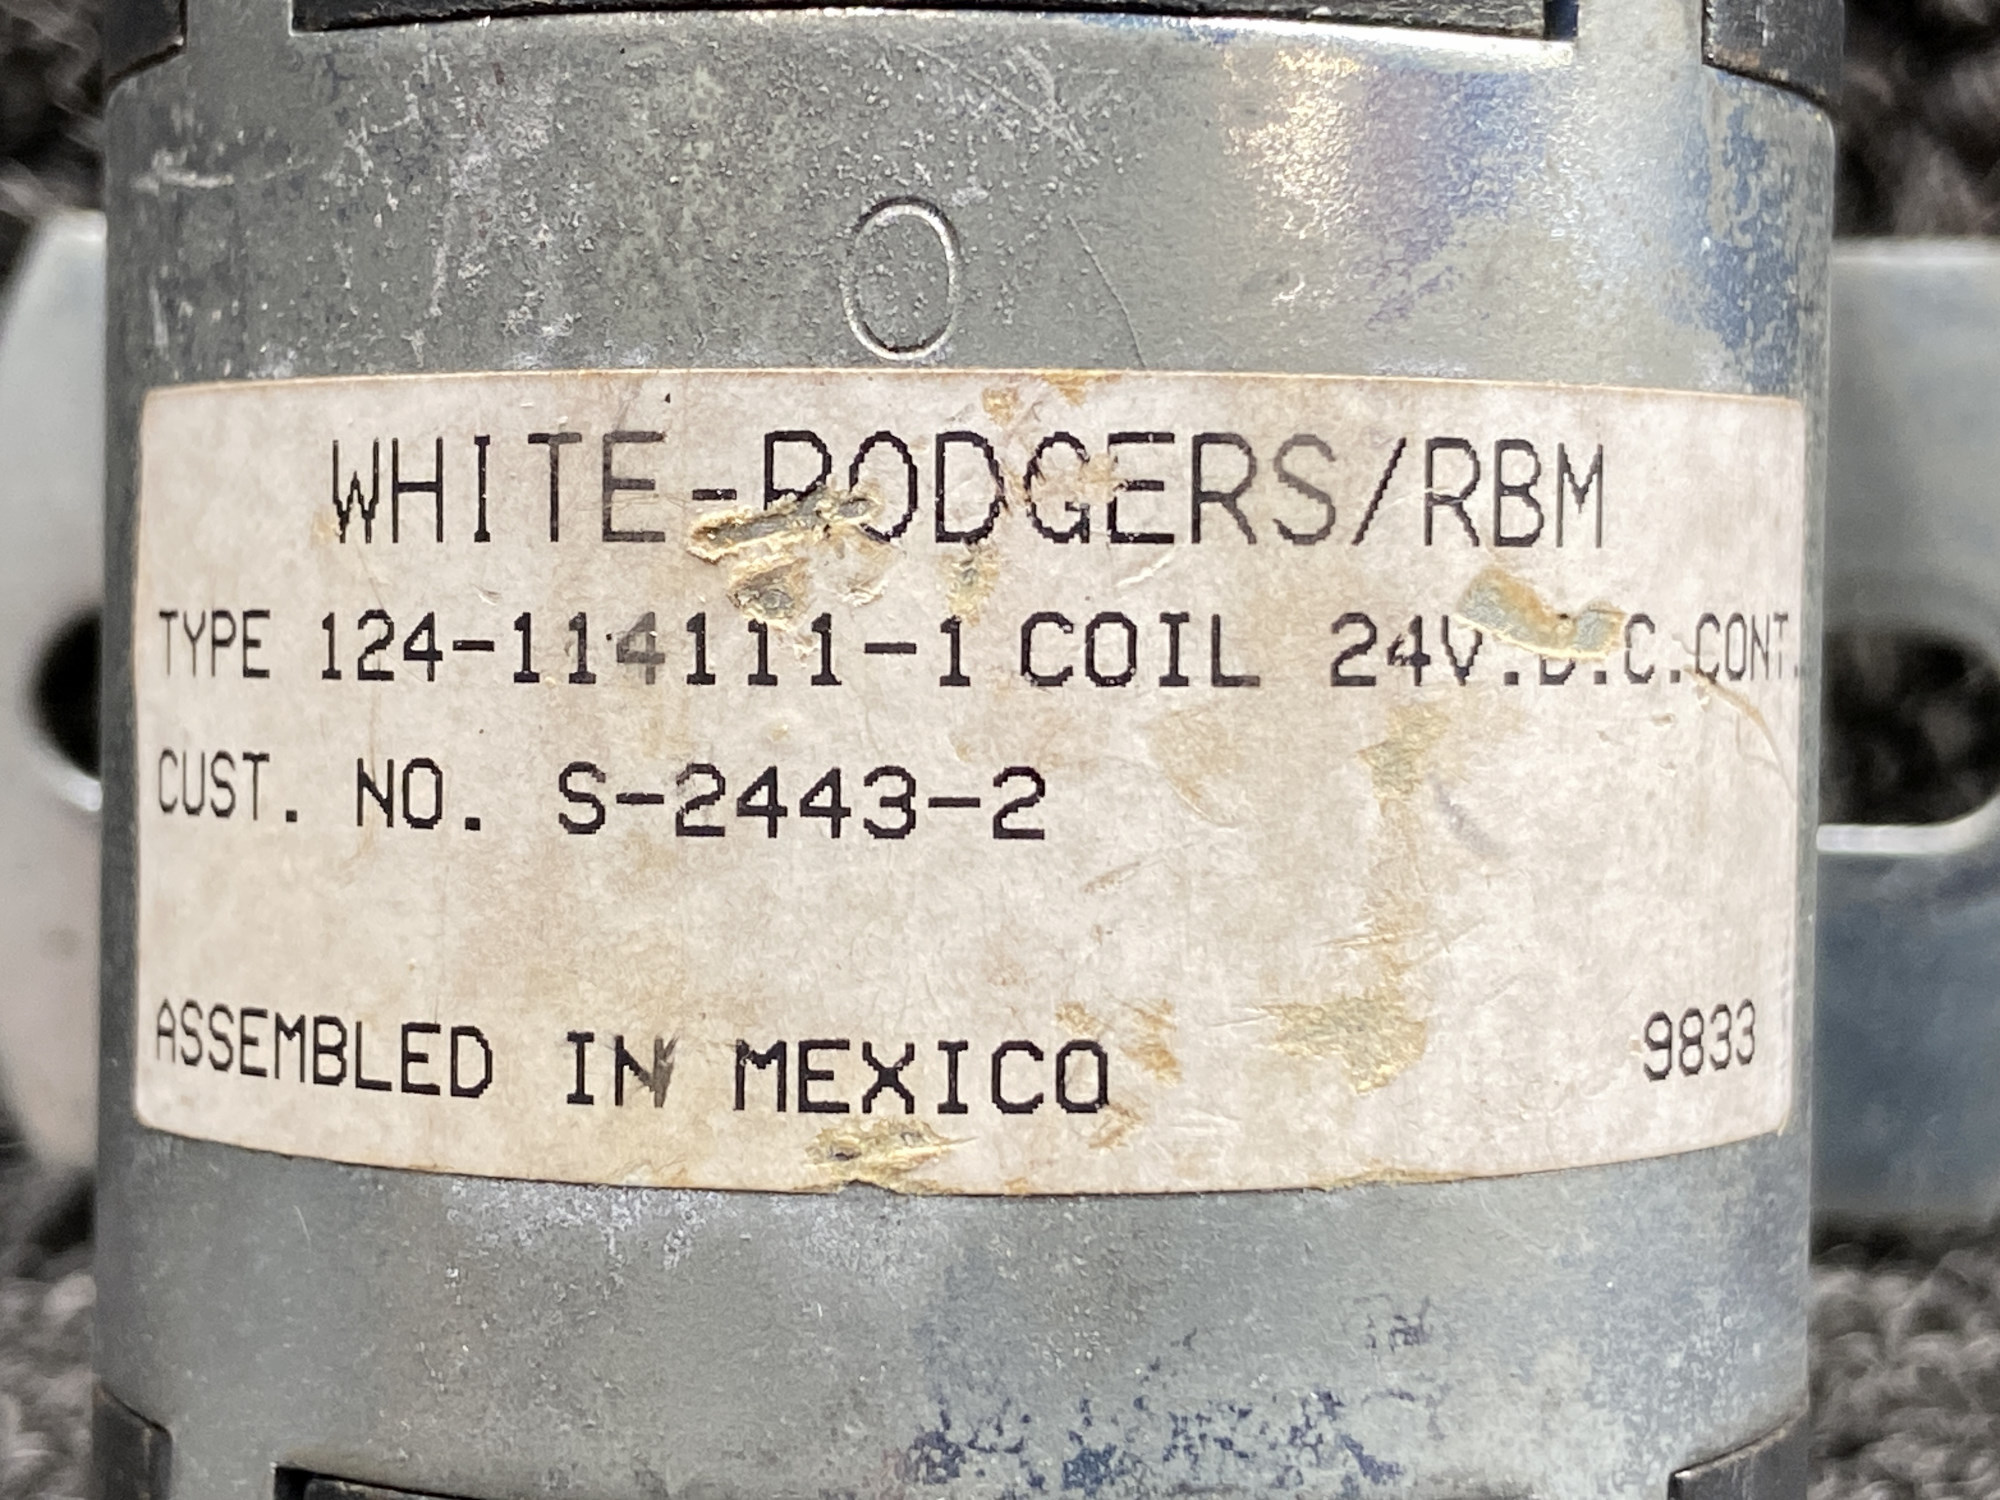 O
WHITE-RODGERS/RBM
TYPE 124-114111-1 COIL 24V.D.C.CONT.
CUST. NO. S-2443-2
ASSEMBLED IN MEXICO 9833